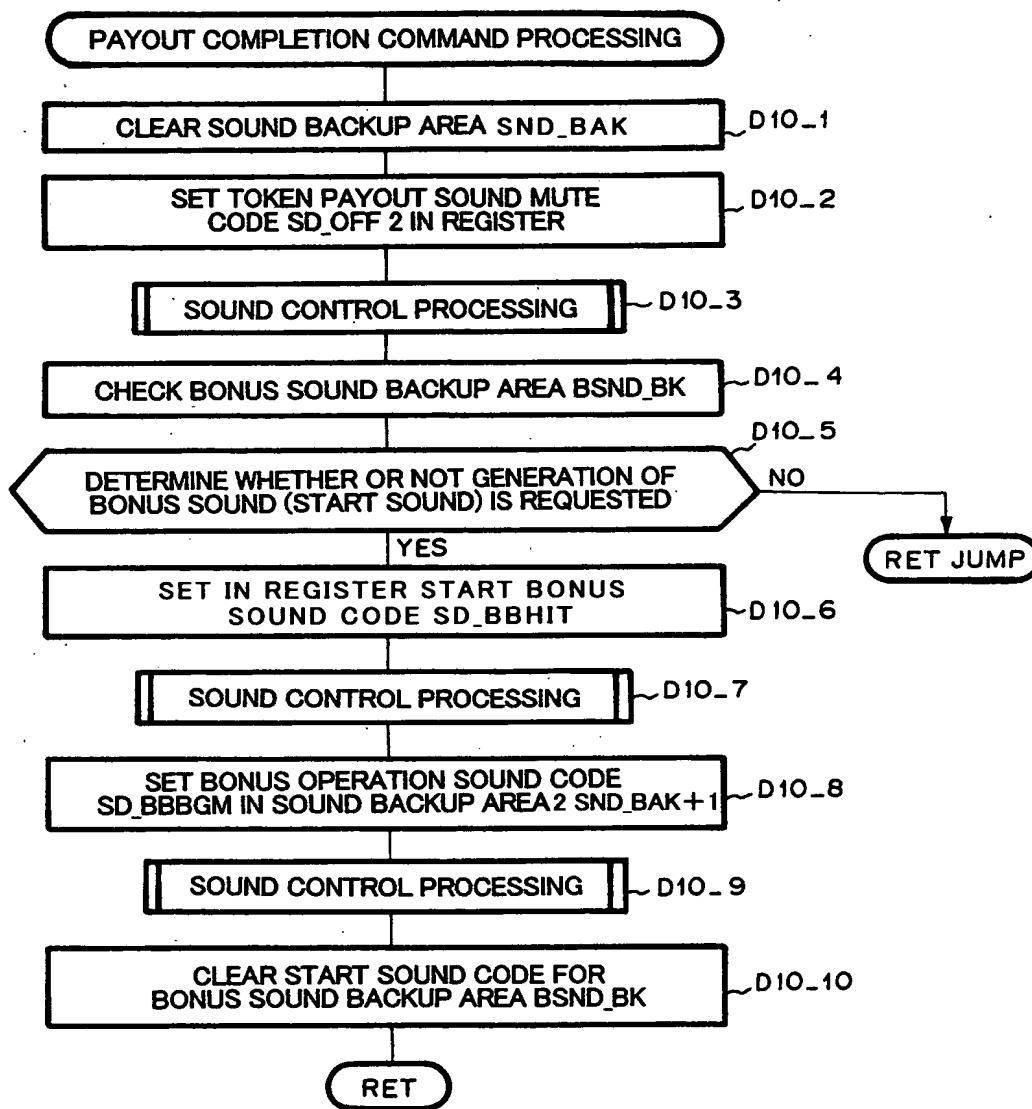 PAYOUT COMPLETION COMMAND PROCESSING
CLEAR SOUND BACKUP AREA SND_BAK
D10_1
SET TOKEN PAYOUT SOUND MUTE
CODE SD_OFF 2 IN REGISTER
D10_2
SOUND CONTROL PROCESSING
D10_3
CHECK BONUS SOUND BACKUP AREA BSND_BK
D10_4
D10_5
DETERMINE WHETHER OR NOT GENERATION OF
BONUS SOUND (START SOUND) IS REQUESTED
NO
YES
RET JUMP
SET IN REGISTER START BONUS
SOUND CODE SD_BBHIT
D10_6
SOUND CONTROL PROCESSING
D10_7
SET BONUS OPERATION SOUND CODE
SD_BBBGM IN SOUND BACKUP AREA 2 SND_BAK+1
D10_8
SOUND CONTROL PROCESSING
D10_9
CLEAR START SOUND CODE FOR
BONUS SOUND BACKUP AREA BSND_BK
D10_10
RET